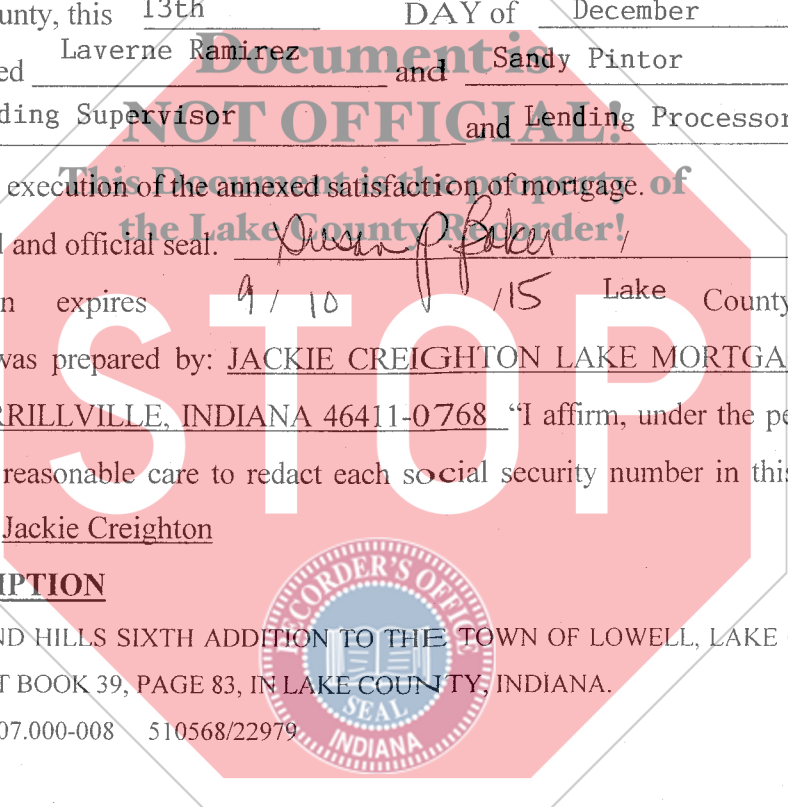 unty, this 13th DAY of December
ed Laverne Ramirez and Sandy Pintor
Document is
ding Supervisor and Lending Processor
NOT OFFICIAL!
This Document is the property of
execution of the annexed satisfaction of mortgage.
the Lake County Recorder!
l and official seal. Susan P. Baker
n expires 9/10/15 Lake County
STOP
was prepared by: JACKIE CREIGHTON LAKE MORTGA
RRILLVILLE, INDIANA 46411-0768 “I affirm, under the pe
reasonable care to redact each social security number in this
Jackie Creighton
IPTION
ND HILLS SIXTH ADDITION TO THE TOWN OF LOWELL, LAKE
T BOOK 39, PAGE 83, IN LAKE COUNTY, INDIANA.
07.000-008 510568/22979
RECORDER'S OFFICE
SEAL
INDIANA